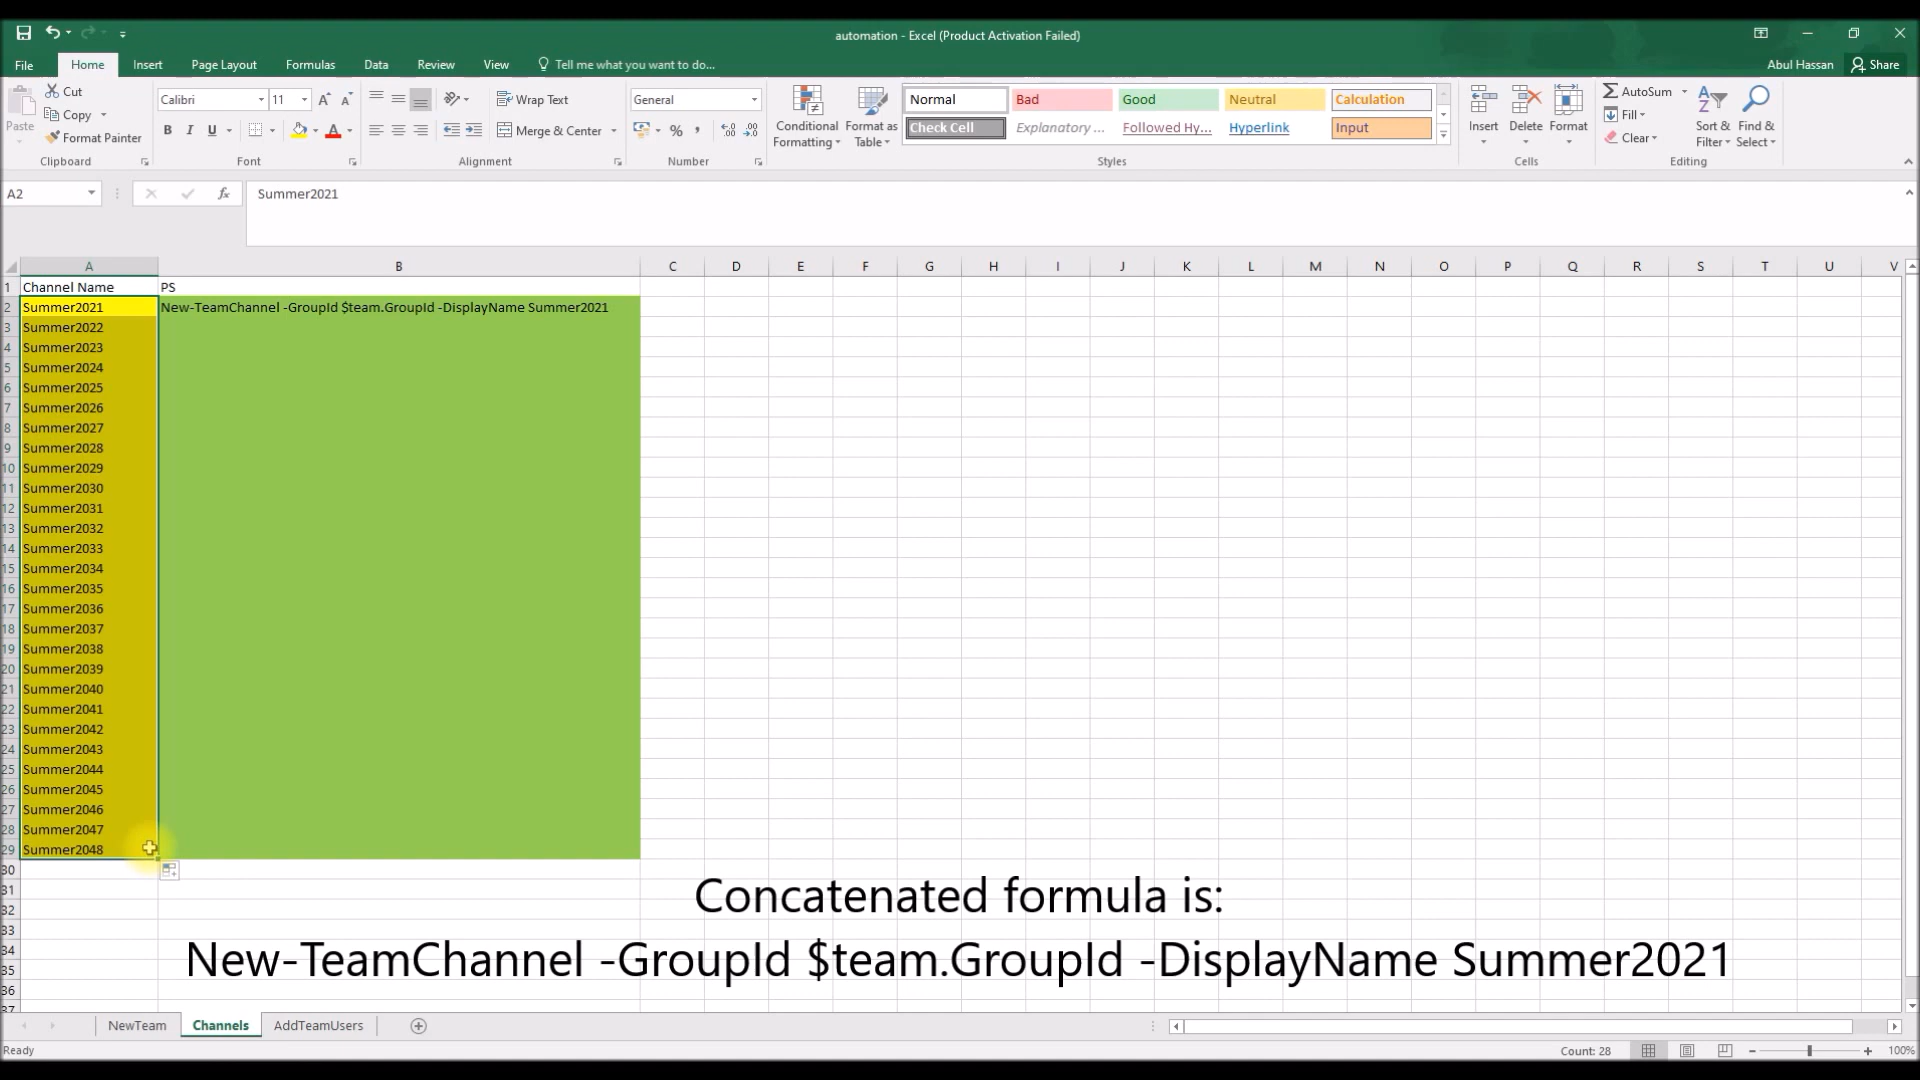 automation - Excel (Product Activation Failed)
File Home Insert Page Layout Formulas Data Review View Tell me what you want to do... Abul Hassan Share
Paste Cut Copy Format Painter Clipboard
Calibri 11 B I U Font
Wrap Text Merge & Center Alignment
General % , Number
Conditional Formatting Format as Table
Normal Bad Good Neutral Calculation
Check Cell Explanatory ... Followed Hy... Hyperlink Input
Styles
Insert Delete Format Cells
AutoSum Fill Clear Sort & Filter Find & Select Editing
A2 fx Summer2021
A B C D E F G H I J K L M N O P Q R S T U V
1 Channel Name PS
2 Summer2021 New-TeamChannel -GroupId $team.GroupId -DisplayName Summer2021
3 Summer2022
4 Summer2023
5 Summer2024
6 Summer2025
7 Summer2026
8 Summer2027
9 Summer2028
10 Summer2029
11 Summer2030
12 Summer2031
13 Summer2032
14 Summer2033
15 Summer2034
16 Summer2035
17 Summer2036
18 Summer2037
19 Summer2038
20 Summer2039
21 Summer2040
22 Summer2041
23 Summer2042
24 Summer2043
25 Summer2044
26 Summer2045
27 Summer2046
28 Summer2047
29 Summer2048
30
31
32
33
34
35
36
37
Concatenated formula is:
New-TeamChannel -GroupId $team.GroupId -DisplayName Summer2021
NewTeam Channels AddTeamUsers
Ready Count: 28 100%